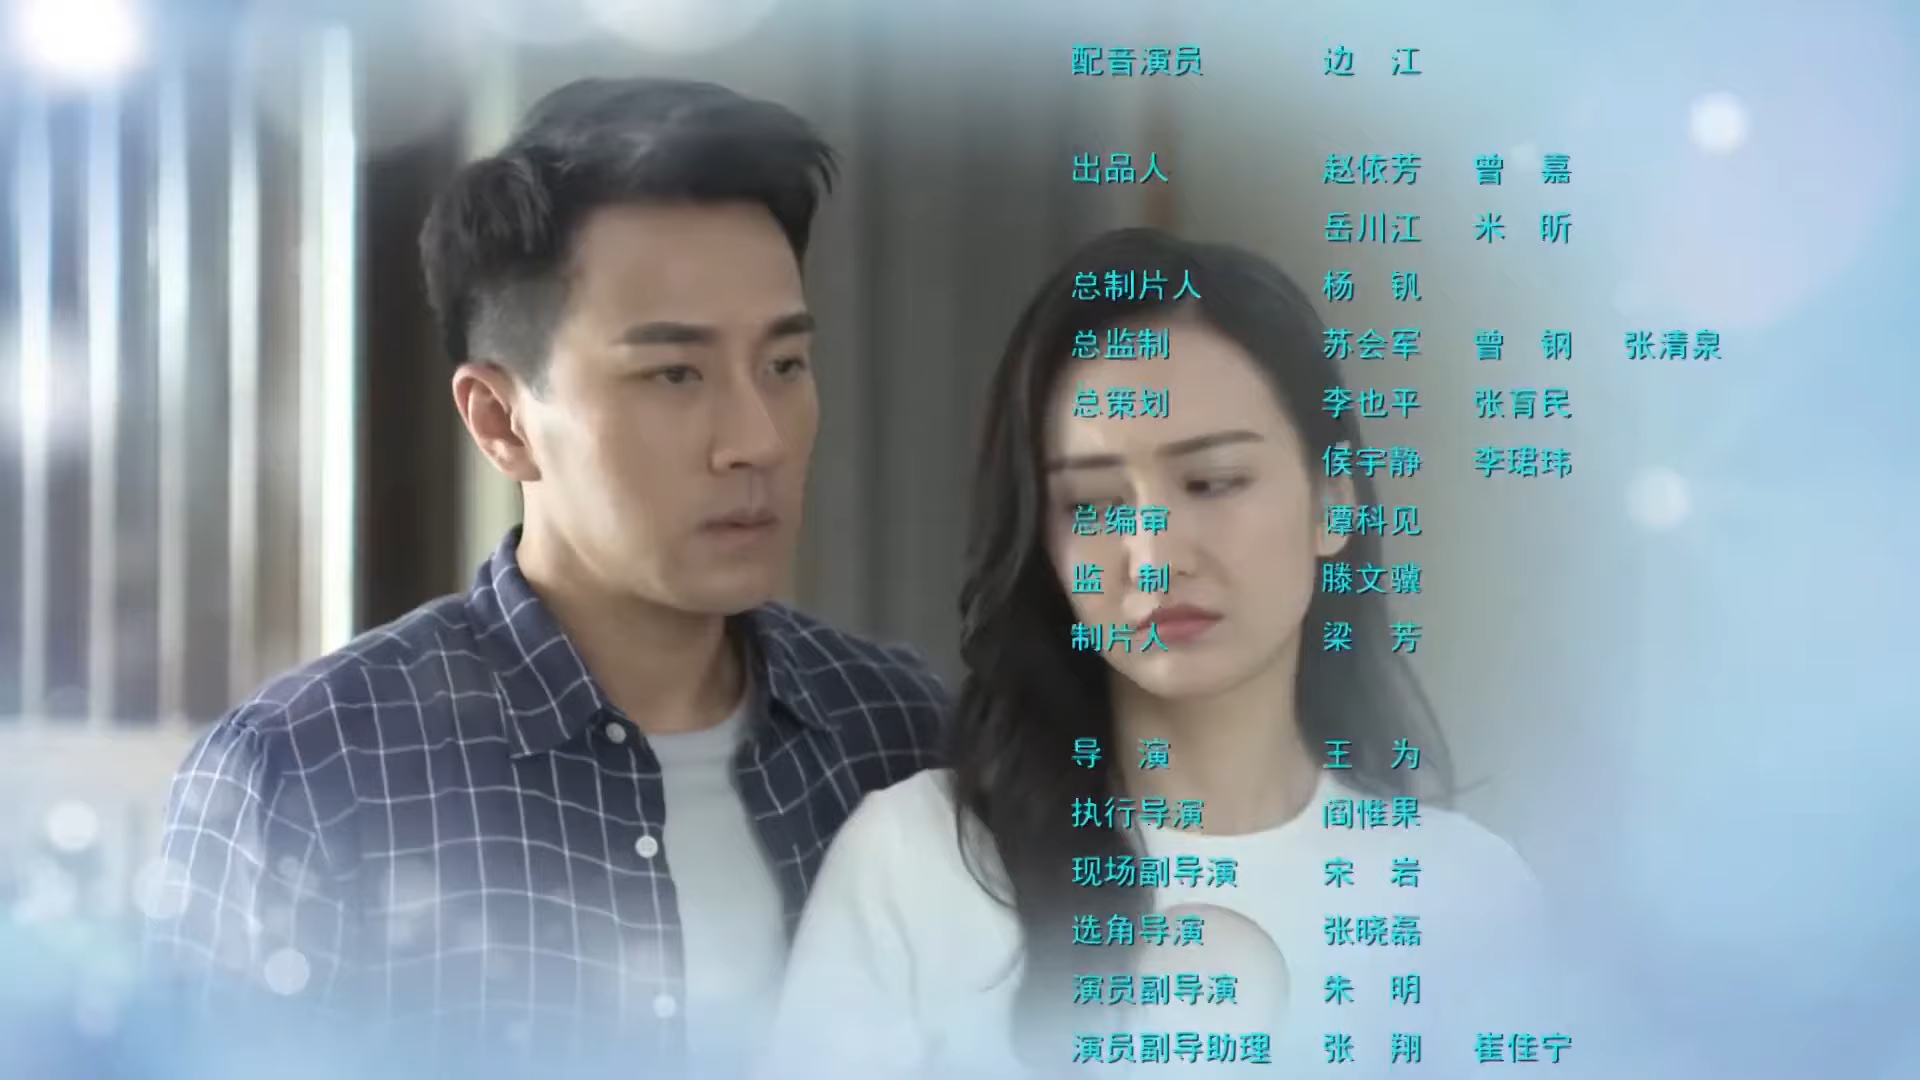 配音演员 边 江
出品人 赵依芳 曾 嘉
岳川江 米 昕
总制片人 杨 钒
总监制 苏会军 曾 钢 张清泉
总策划 李也平 张育民
侯宇静 李珺玮
总编审 谭科见
监 制 滕文骥
制片人 梁 芳
导 演 王 为
执行导演 阎惟果
现场副导演 宋 岩
选角导演 张晓磊
演员副导演 朱 明
演员副导助理 张 翔 崔佳宁